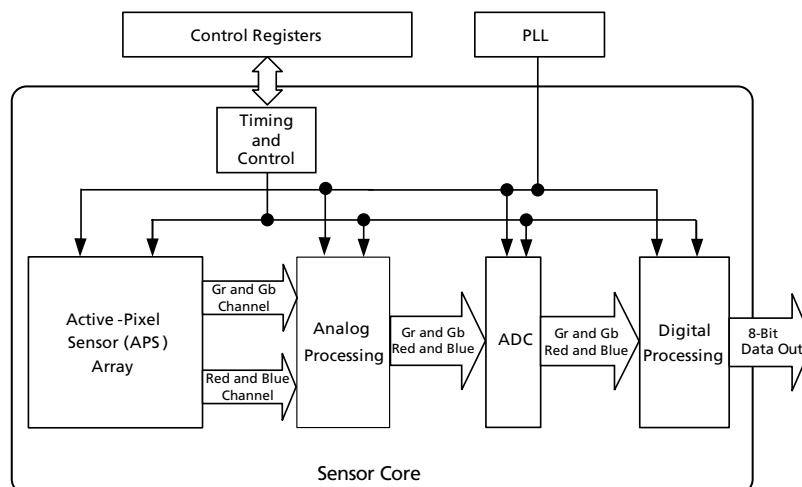 Control Registers
PLL
Timing
and
Control
Active-Pixel
Sensor (APS)
Array
Gr and Gb
Channel
Red and Blue
Channel
Analog
Processing
Gr and Gb
Red and Blue
ADC
Gr and Gb
Red and Blue
Digital
Processing
8-Bit
Data Out
Sensor Core